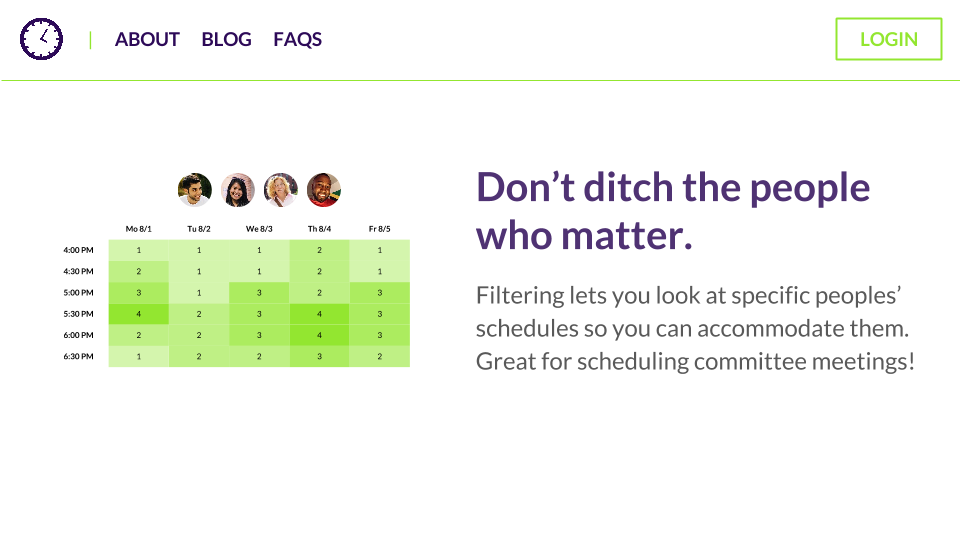 ABOUT BLOG FAQS LOGIN
Don’t ditch the people
who matter.
Filtering lets you look at specific peoples’
schedules so you can accommodate them.
Great for scheduling committee meetings!
Mo 8/1 Tu 8/2 We 8/3 Th 8/4 Fr 8/5
4:00 PM 1 1 1 2 1
4:30 PM 2 1 1 2 1
5:00 PM 3 1 3 2 3
5:30 PM 4 2 3 4 3
6:00 PM 2 2 3 4 3
6:30 PM 1 2 2 3 2